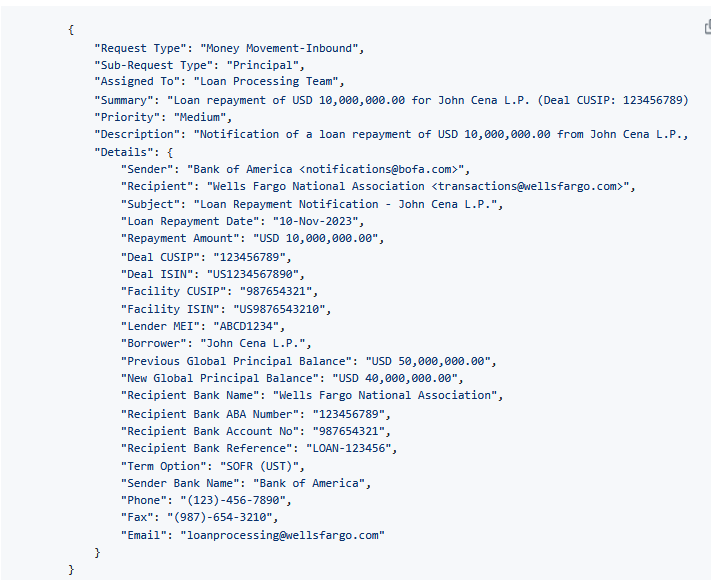 {
"Request Type": "Money Movement-Inbound",
"Sub-Request Type": "Principal",
"Assigned To": "Loan Processing Team",
"Summary": "Loan repayment of USD 10,000,000.00 for John Cena L.P. (Deal CUSIP: 123456789)
"Priority": "Medium",
"Description": "Notification of a loan repayment of USD 10,000,000.00 from John Cena L.P.,
"Details": {
"Sender": "Bank of America <notifications@bofa.com>",
"Recipient": "Wells Fargo National Association <transactions@wellsfargo.com>",
"Subject": "Loan Repayment Notification - John Cena L.P.",
"Loan Repayment Date": "10-Nov-2023",
"Repayment Amount": "USD 10,000,000.00",
"Deal CUSIP": "123456789",
"Deal ISIN": "US1234567890",
"Facility CUSIP": "987654321",
"Facility ISIN": "US9876543210",
"Lender MEI": "ABCD1234",
"Borrower": "John Cena L.P.",
"Previous Global Principal Balance": "USD 50,000,000.00",
"New Global Principal Balance": "USD 40,000,000.00",
"Recipient Bank Name": "Wells Fargo National Association",
"Recipient Bank ABA Number": "123456789",
"Recipient Bank Account No": "987654321",
"Recipient Bank Reference": "LOAN-123456",
"Term Option": "SOFR (UST)",
"Sender Bank Name": "Bank of America",
"Phone": "(123)-456-7890",
"Fax": "(987)-654-3210",
"Email": "loanprocessing@wellsfargo.com"
}
}